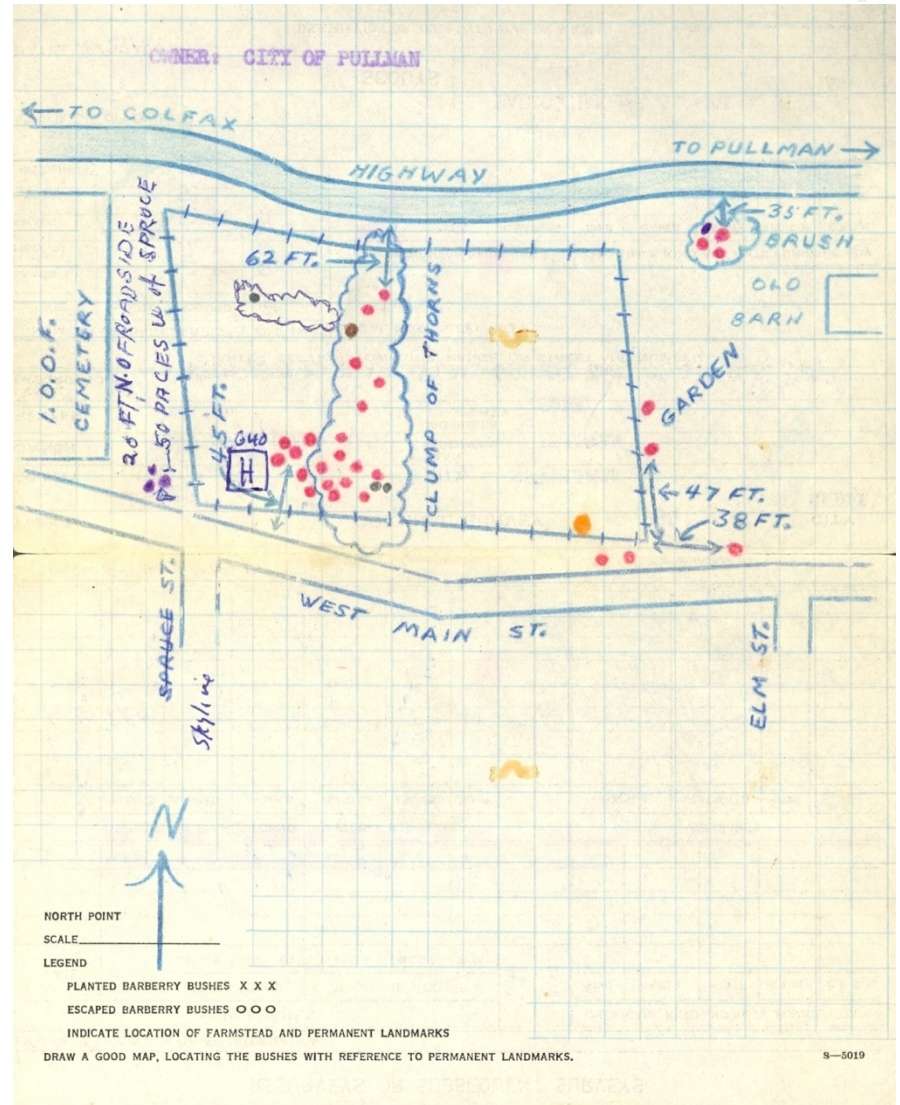 OWNER: CITY OF PULLMAN
← TO COLFAX
HIGHWAY
TO PULLMAN →
35 FT.
BRUSH
OLD
BARN
62 FT.
CLUMP OF THORNS
I.O.O.F.
CEMETERY
20 FT N. OF ROADSIDE
50 PACES W of SPRUCE
45 FT.
H
GARDEN
47 FT.
38 FT.
WEST MAIN ST.
SPRUCE ST.
Skyline
ELM ST.
N
NORTH POINT
SCALE
LEGEND
PLANTED BARBERRY BUSHES X X X
ESCAPED BARBERRY BUSHES O O O
INDICATE LOCATION OF FARMSTEAD AND PERMANENT LANDMARKS
DRAW A GOOD MAP, LOCATING THE BUSHES WITH REFERENCE TO PERMANENT LANDMARKS.
S—5019